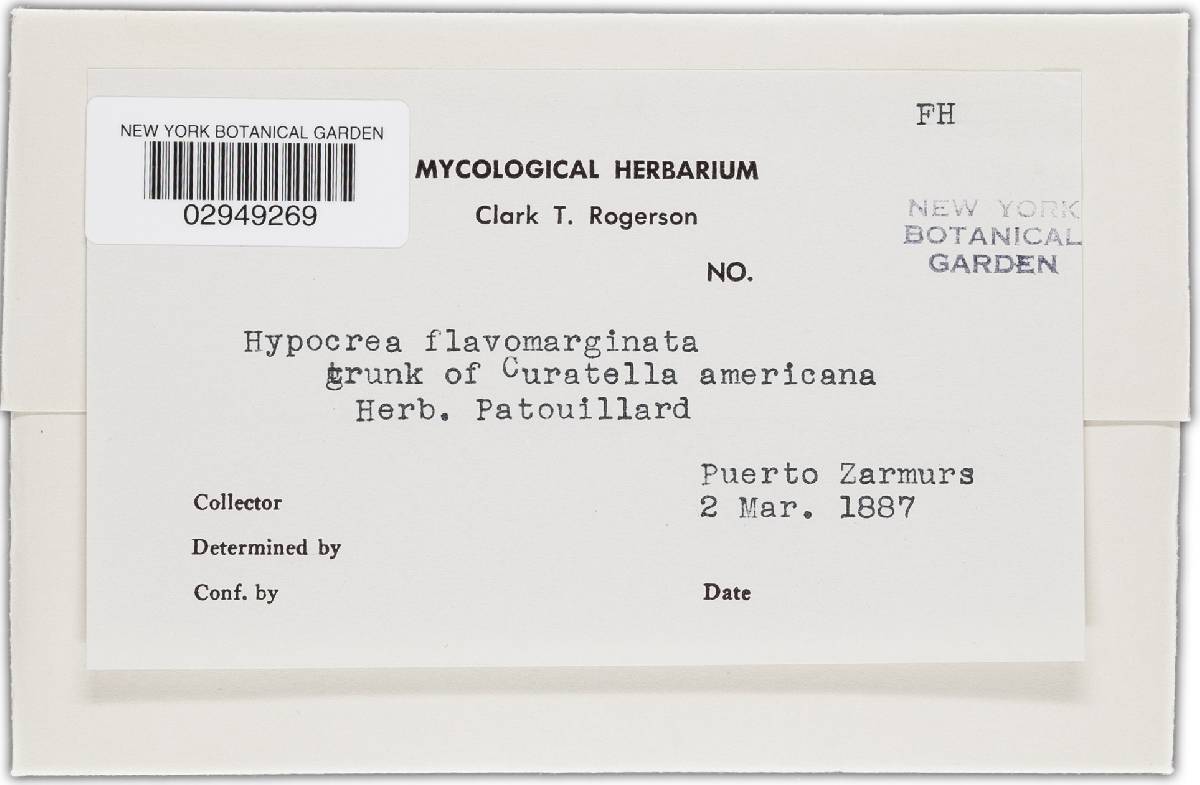 NEW YORK BOTANICAL GARDEN
02949269
FH
MYCOLOGICAL HERBARIUM
Clark T. Rogerson
NEW YORK
BOTANICAL
GARDEN
NO.
Hypocrea flavomarginata
trunk of Curatella americana
Herb. Patouillard
Puerto Zarmurs
2 Mar. 1887
Collector
Determined by
Conf. by
Date